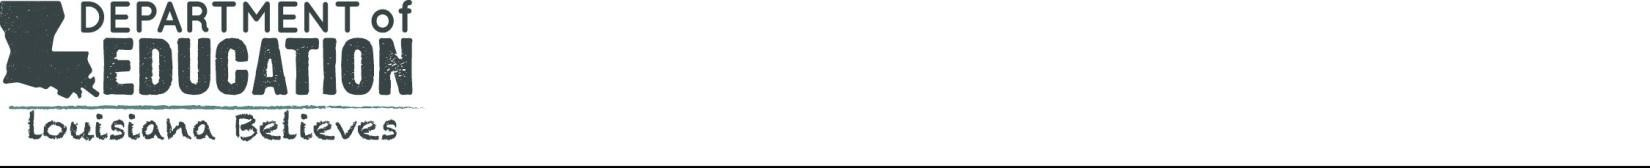 DEPARTMENT of
EDUCATION
louisiana Believes